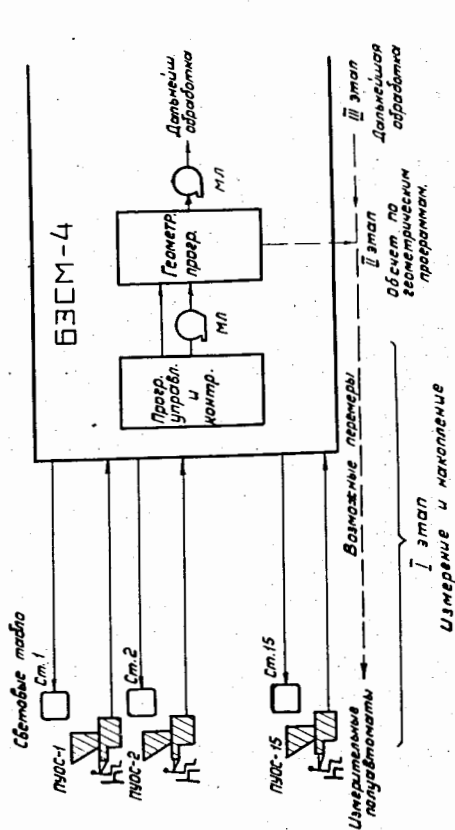 Световые табло
Ст.1
ПУОС-1
Ст.2
ПУОС-2
Ст.15
ПУОС-15
Измерительные
полуавтоматы
БЭСМ-4
Прогр.
управл.
и
контр.
МЛ
Геометр.
прогр.
МЛ
Дальнейш.
обработка
Возможные перемеры
I этап
Измерение и накопление
II этап
Обсчет по
геометрическим
программам.
III этап
Дальнейшая
обработка